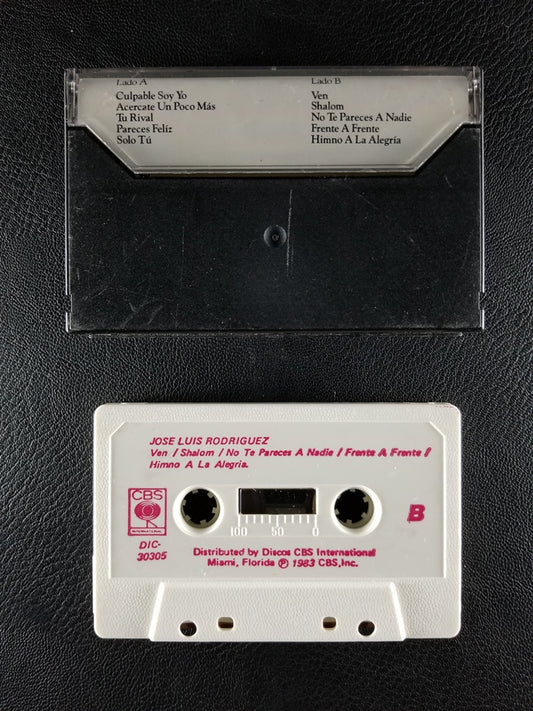 Lado A
Culpable Soy Yo
Acercate Un Poco Más
Tu Rival
Pareces Felíz
Solo Tú
Lado B
Ven
Shalom
No Te Pareces A Nadie
Frente A Frente
Himno A La Alegría
JOSE LUIS RODRIGUEZ
Ven / Shalom / No Te Pareces A Nadie / Frente A Frente /
Himno A La Alegria.
CBS
DIC-
30305
100 50 0
B
Distributed by Discos CBS International
Miami, Florida Ⓟ 1983 CBS, Inc.